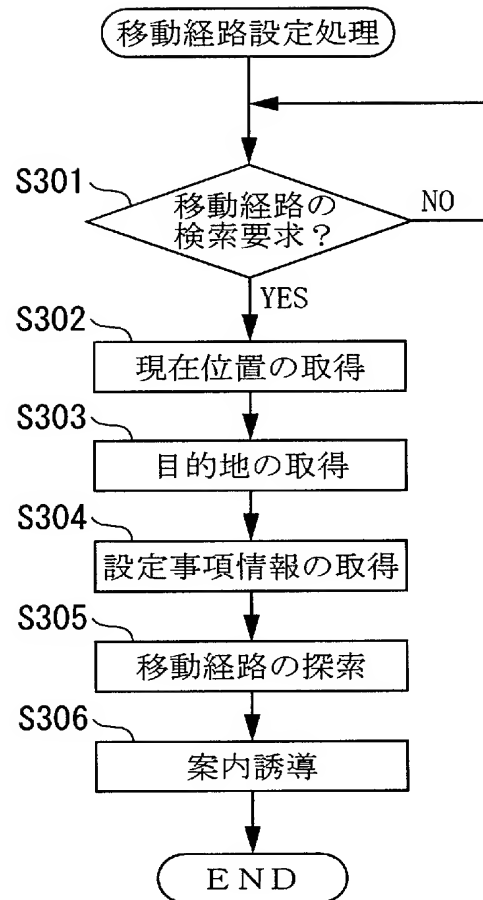 移動経路設定処理
S301
移動経路の
検索要求？
NO
YES
S302
現在位置の取得
S303
目的地の取得
S304
設定事項情報の取得
S305
移動経路の探索
S306
案内誘導
END